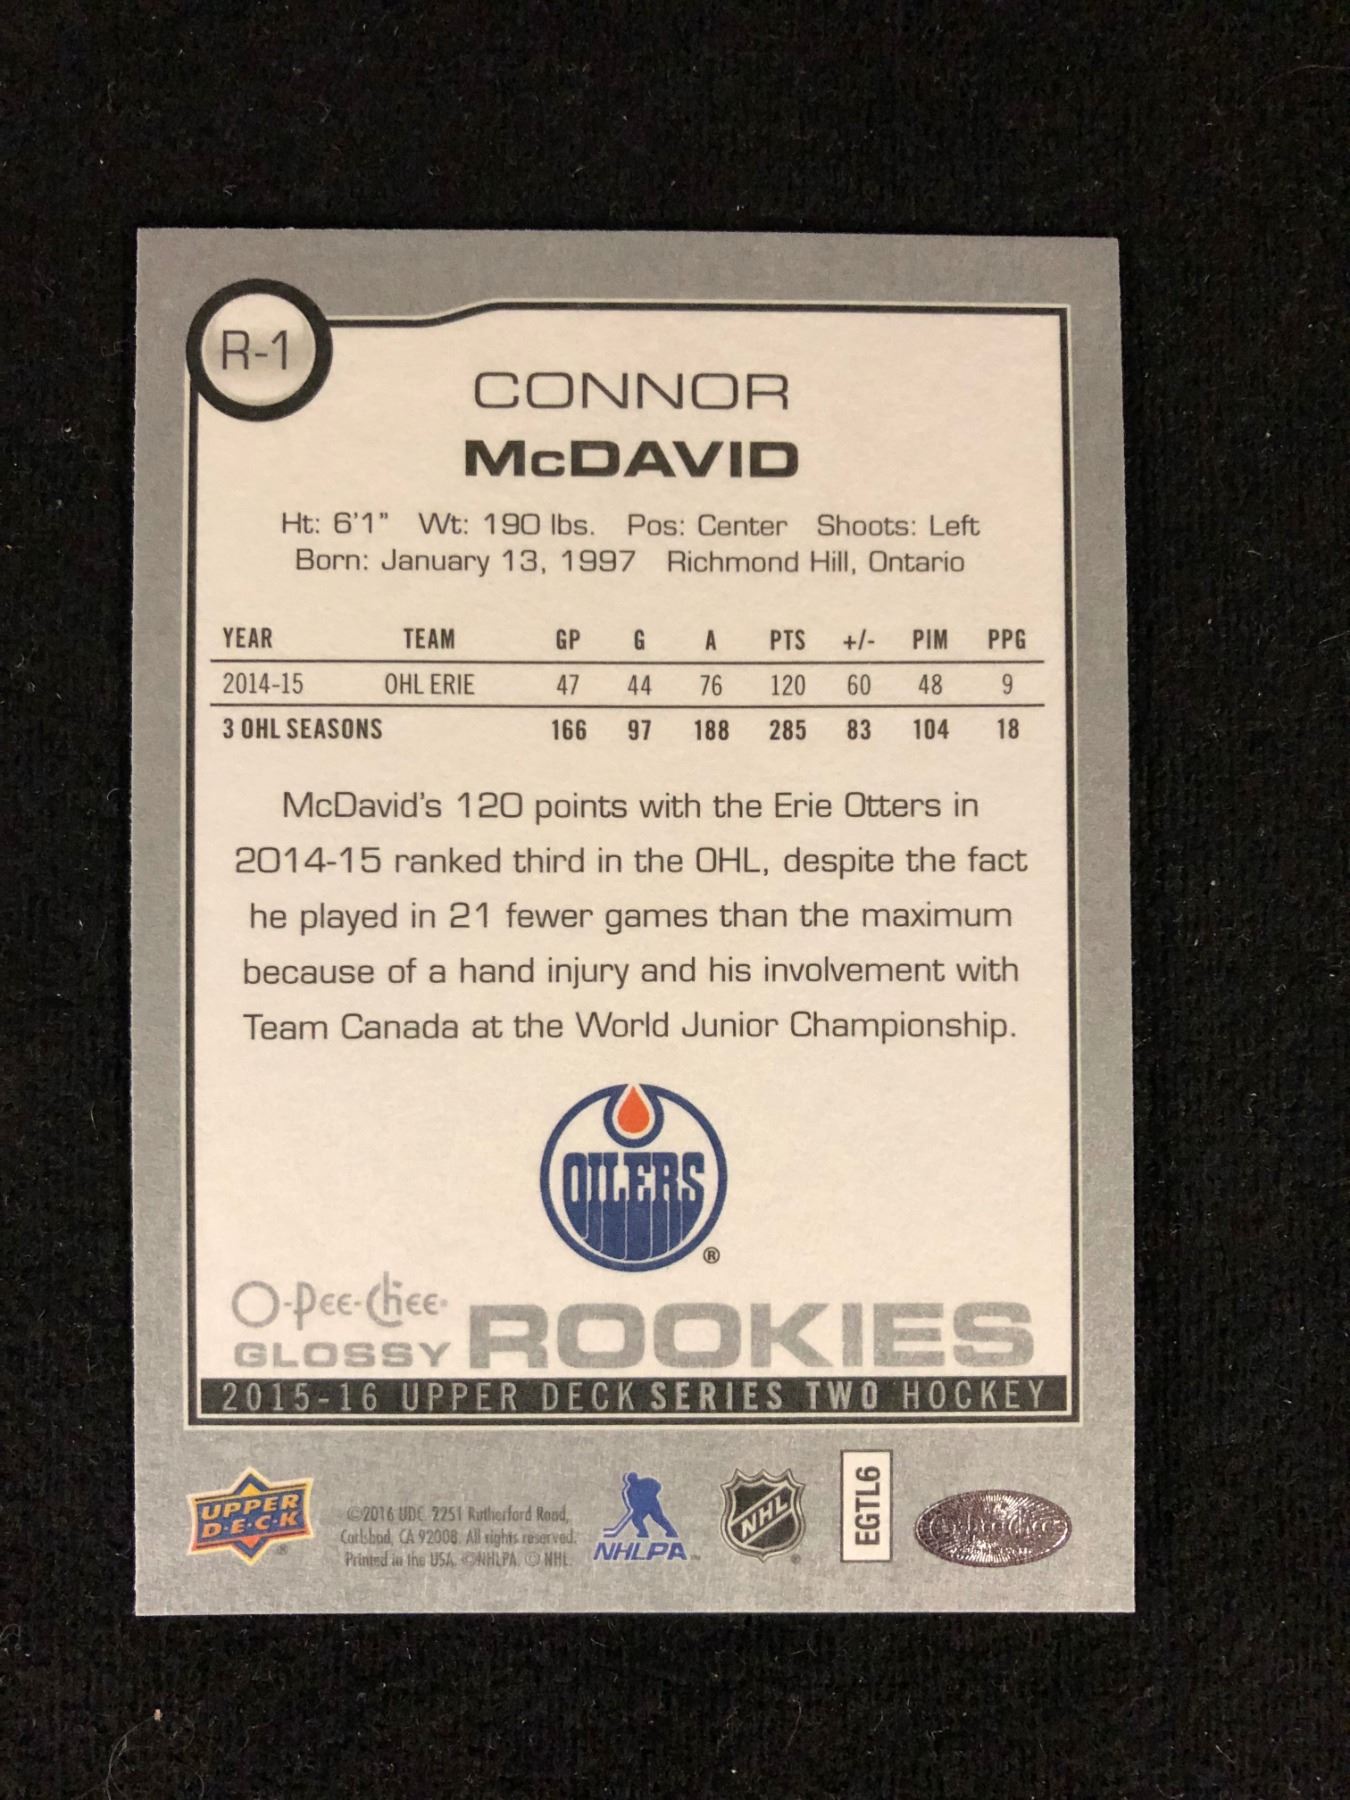 R-1
CONNOR
McDAVID
Ht: 6'1" Wt: 190 lbs. Pos: Center Shoots: Left
Born: January 13, 1997 Richmond Hill, Ontario
YEAR TEAM GP G A PTS +/- PIM PPG
2014-15 OHL ERIE 47 44 76 120 60 48 9
3 OHL SEASONS 166 97 188 285 83 104 18
McDavid's 120 points with the Erie Otters in
2014-15 ranked third in the OHL, despite the fact
he played in 21 fewer games than the maximum
because of a hand injury and his involvement with
Team Canada at the World Junior Championship.
OILERS
®
O-Pee-Chee®
GLOSSY ROOKIES
2015-16 UPPER DECK SERIES TWO HOCKEY
UPPER
D·E·C·K
©2016 UDC. 2251 Rutherford Road,
Carlsbad, CA 92008. All rights reserved.
Printed in the USA. ©NHLPA. © NHL.
NHLPA™
NHL®
EGTL6
O-Pee-Chee